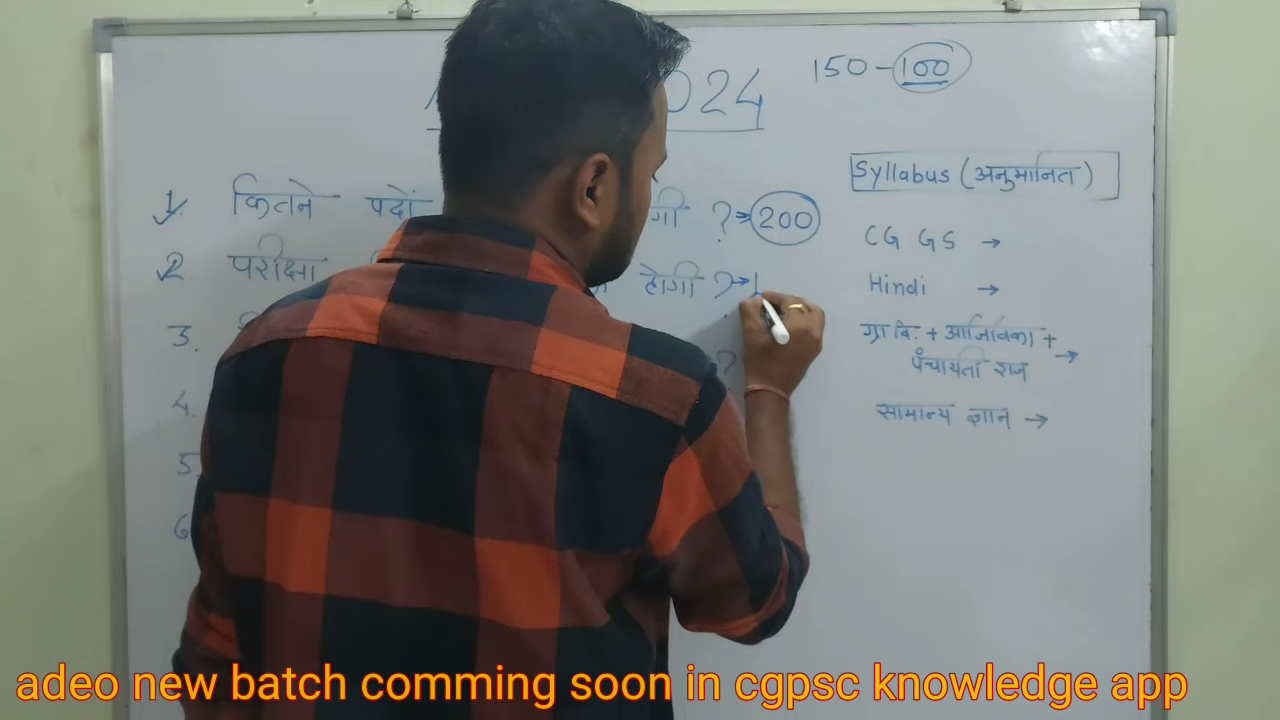 2024
150 - 100
Syllabus (अनुमानित)
1. कितने पदों गी ? → 200
CG GS →
2. परीक्षा होगी ? →
Hindi →
3. ?
ग्रा वि. + आजिविका +
पंचायती राज →
4.
सामान्य ज्ञान →
5
6
adeo new batch comming soon in cgpsc knowledge app